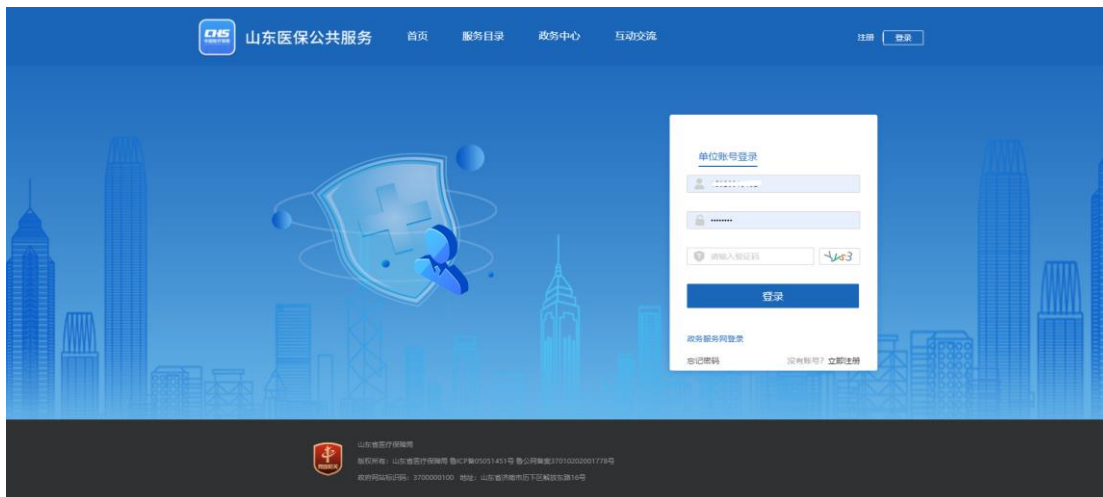 CHS
山东医保公共服务
首页 服务目录 政务中心 互动交流
注册 登录
单位账号登录
请输入验证码
登录
政务服务网登录
忘记密码 没有账号? 立即注册
山东省医疗保障局
版权所有: 山东省医疗保障局 鲁ICP备05051451号 鲁公网安备37010202001778号
政府网站标识码: 3700000100 地址: 山东省济南市历下区解放东路16号